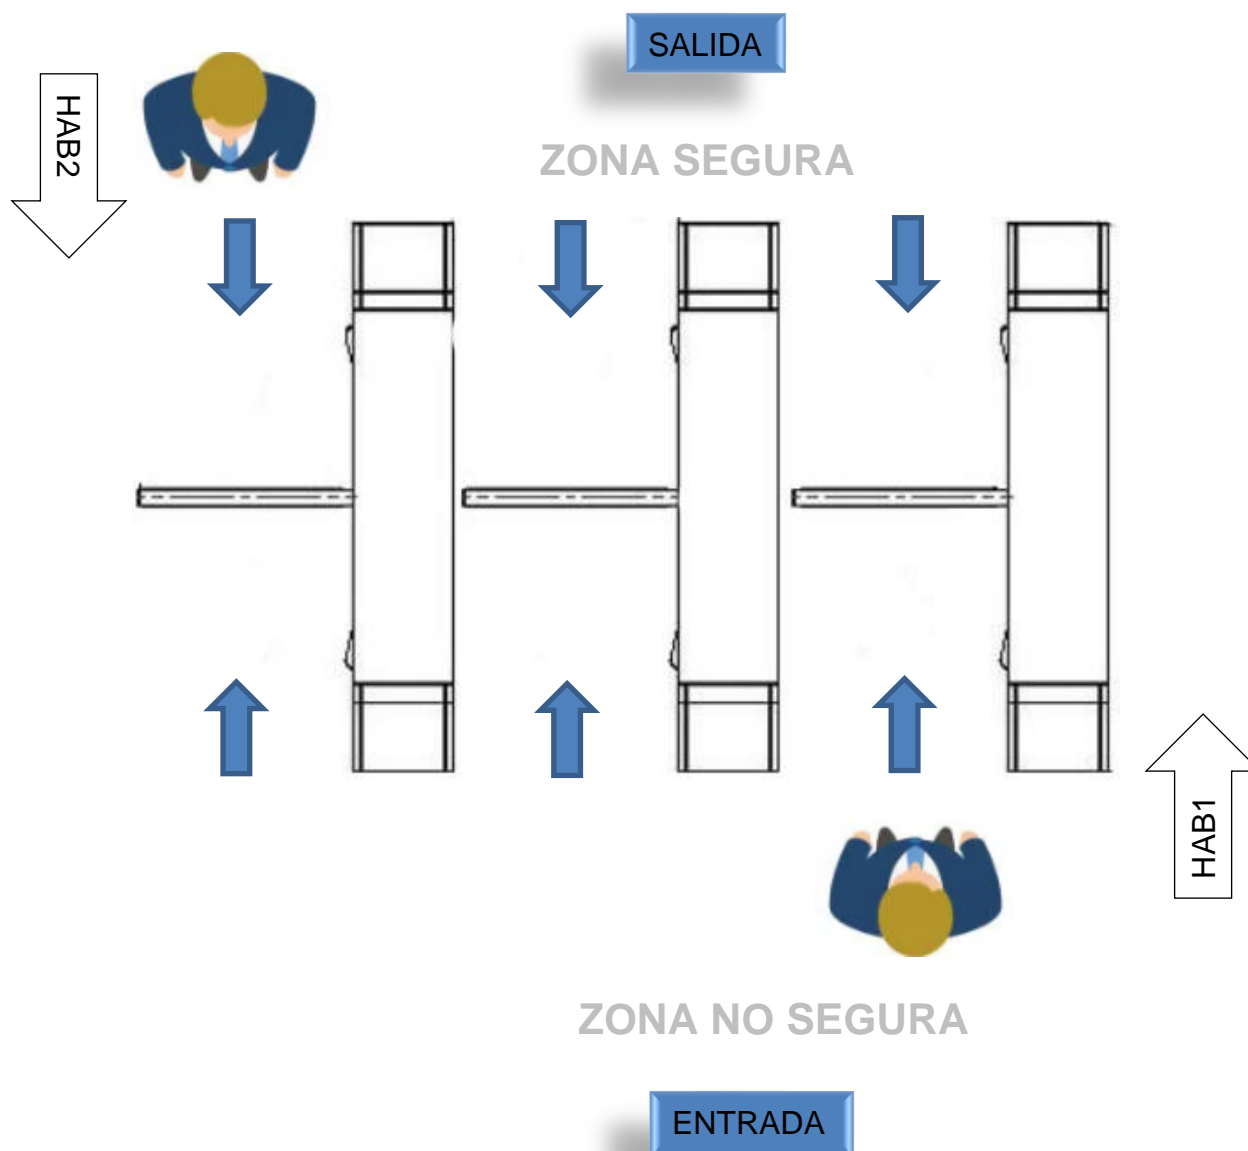 SALIDA
HAB2
ZONA SEGURA
HAB1
ZONA NO SEGURA
ENTRADA